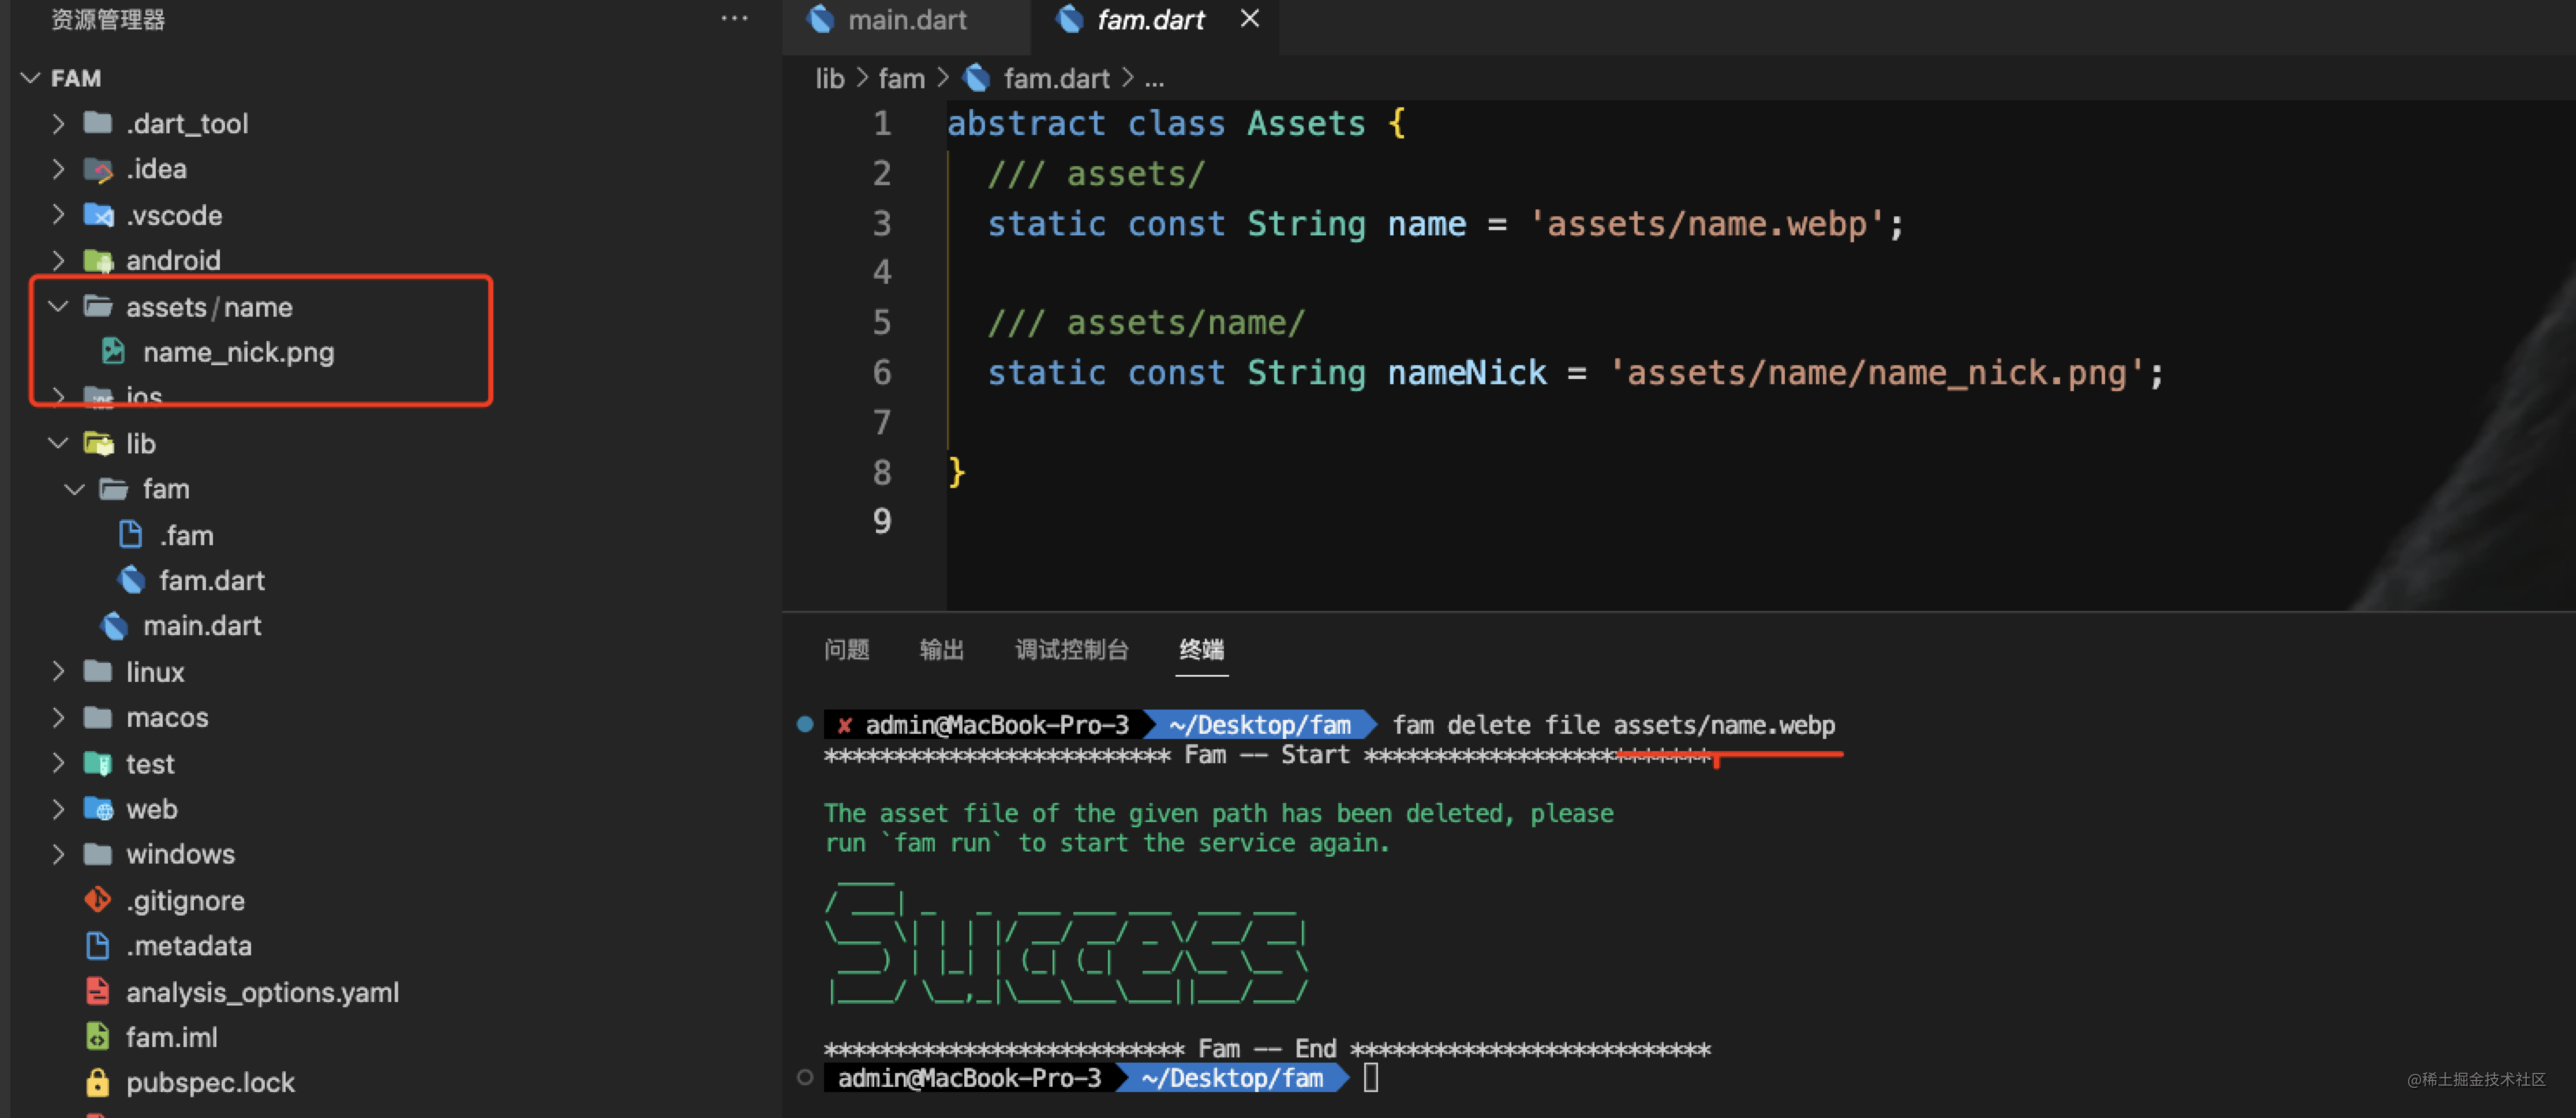 资源管理器
FAM
.dart_tool
.idea
.vscode
android
assets/name
name_nick.png
ios
lib
fam
.fam
fam.dart
main.dart
linux
macos
test
web
windows
.gitignore
.metadata
analysis_options.yaml
fam.iml
pubspec.lock
main.dart
fam.dart
lib > fam > fam.dart > ...
1 abstract class Assets {
2 /// assets/
3 static const String name = 'assets/name.webp';
4
5 /// assets/name/
6 static const String nameNick = 'assets/name/name_nick.png';
7
8 }
9
问题 输出 调试控制台 终端
✘ admin@MacBook-Pro-3 ~/Desktop/fam fam delete file assets/name.webp
************************* Fam -- Start *************************
The asset file of the given path has been deleted, please
run `fam run` to start the service again.
Success
************************** Fam -- End **************************
admin@MacBook-Pro-3 ~/Desktop/fam
@稀土掘金技术社区